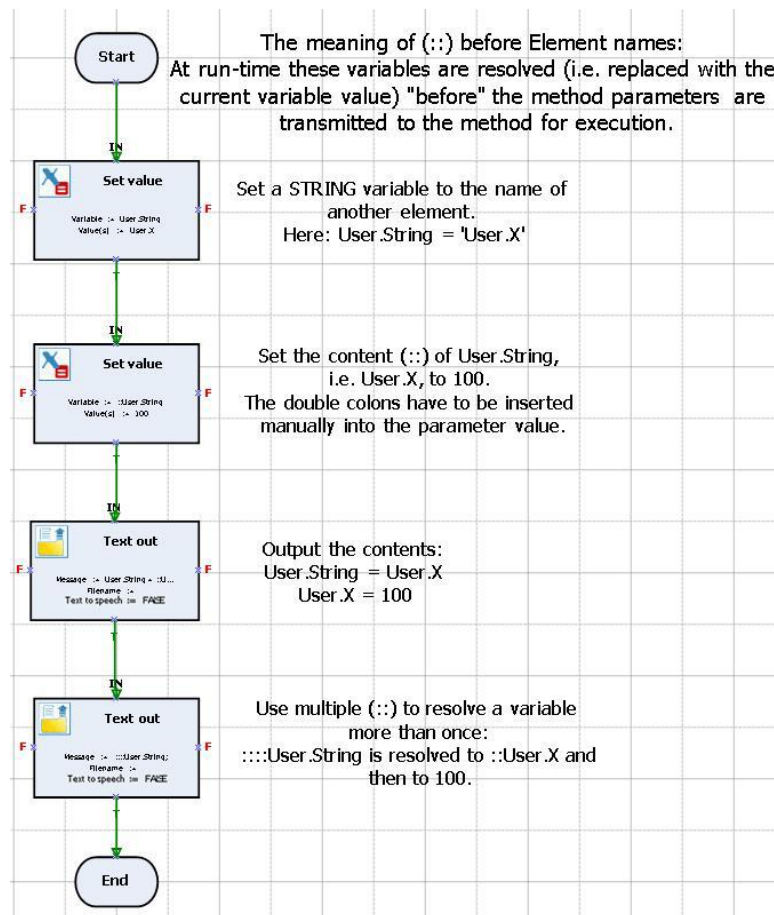 Start
The meaning of (::) before Element names:
At run-time these variables are resolved (i.e. replaced with the
current variable value) "before" the method parameters are
transmitted to the method for execution.
IN
Set value
F
F
Variable := User.String
Value(s) := User.X
T
Set a STRING variable to the name of
another element.
Here: User.String = 'User.X'
IN
Set value
F
F
Variable := ::User.String
Value(s) := 100
T
Set the content (::) of User.String,
i.e. User.X, to 100.
The double colons have to be inserted
manually into the parameter value.
IN
Text out
F
F
Message := User.String = ::U...
Filename :=
Text to speech := FALSE
T
Output the contents:
User.String = User.X
User.X = 100
IN
Text out
F
F
Message := ::::User.String;
Filename :=
Text to speech := FALSE
T
Use multiple (::) to resolve a variable
more than once:
::::User.String is resolved to ::User.X and
then to 100.
End